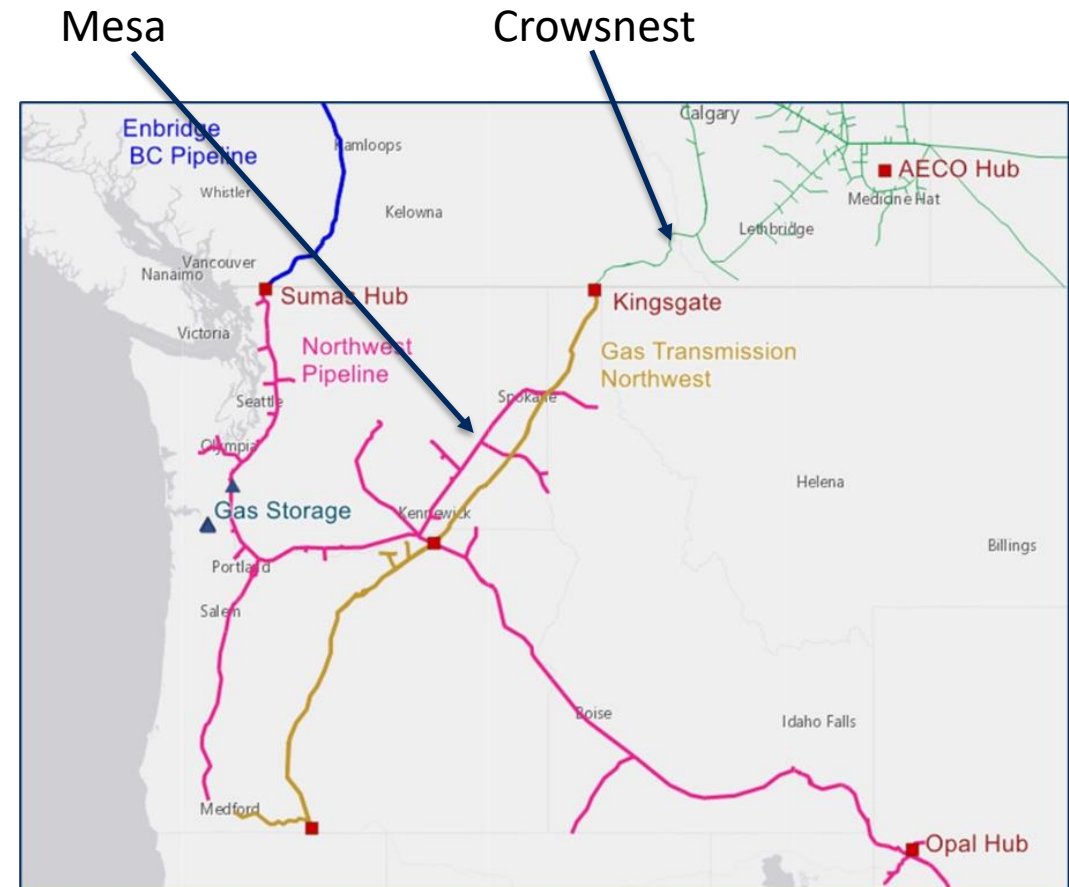 Mesa
Crowsnest
Enbridge
BC Pipeline
Kamloops
Calgary
AECO Hub
Medicine Hat
Whistler
Kelowna
Lethbridge
Vancouver
Nanaimo
Sumas Hub
Kingsgate
Victoria
Northwest
Pipeline
Gas Transmission
Northwest
Seattle
Spokane
Olympia
Helena
Gas Storage
Kennewick
Billings
Portland
Salem
Boise
Idaho Falls
Medford
Opal Hub